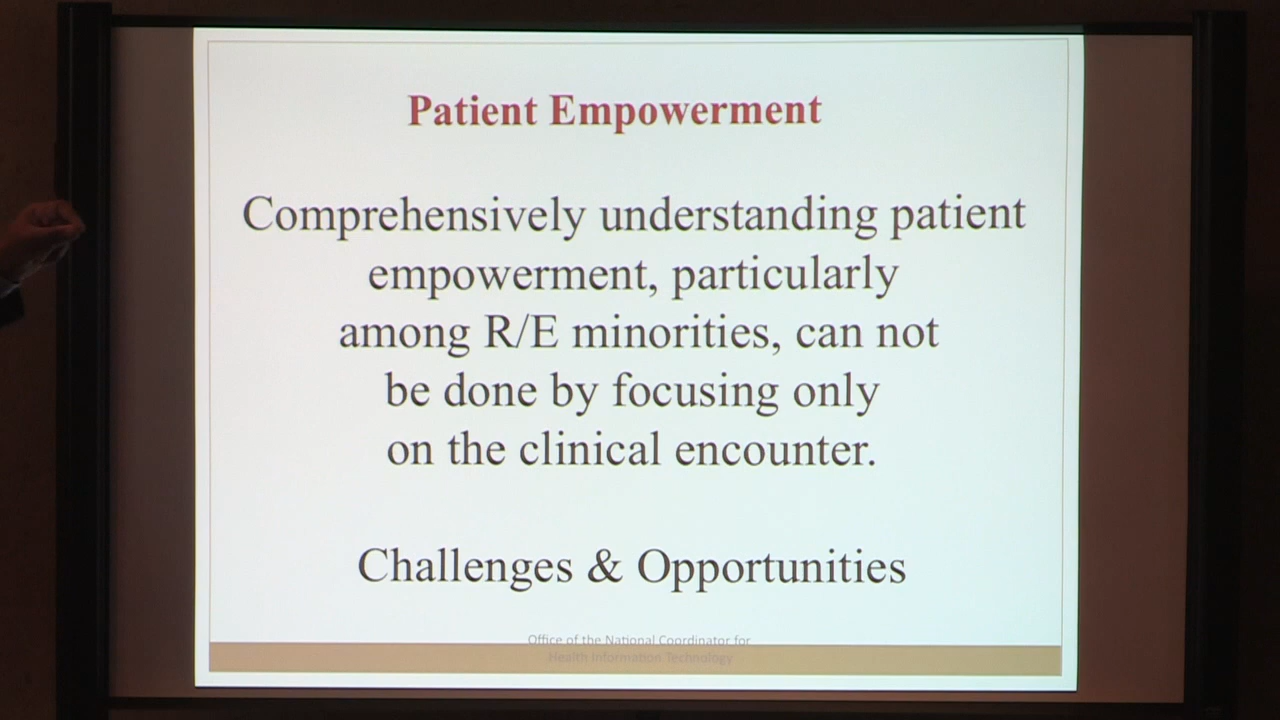 Patient Empowerment
Comprehensively understanding patient
empowerment, particularly
among R/E minorities, can not
be done by focusing only
on the clinical encounter.
Challenges & Opportunities
Office of the National Coordinator for
Health Information Technology